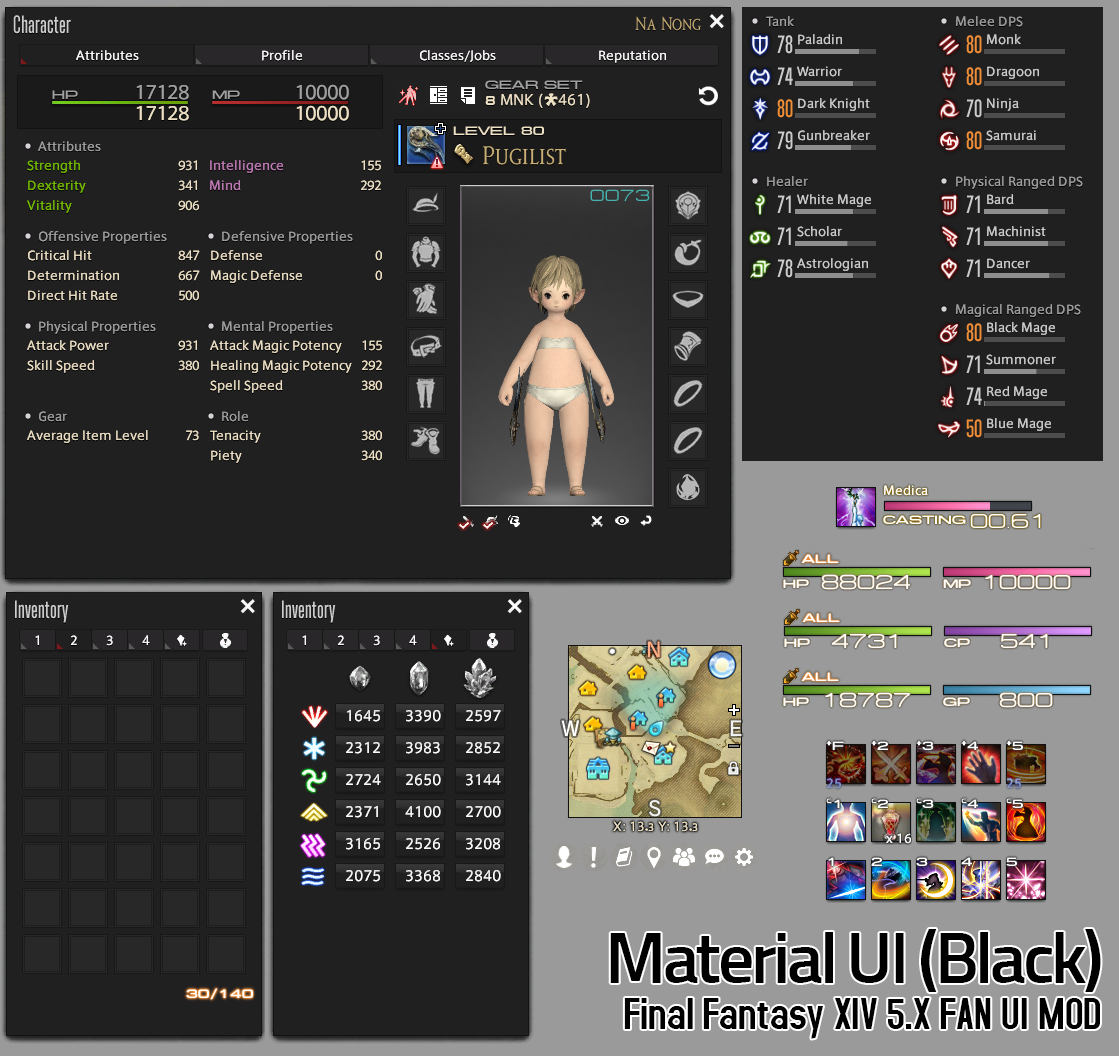 Character
NA NONG
Attributes Profile Classes/Jobs Reputation
HP 17128 MP 10000
17128 10000
GEAR SET
8 MNK (461)
LEVEL 80
PUGILIST
0073
• Attributes
Strength 931 Intelligence 155
Dexterity 341 Mind 292
Vitality 906
• Offensive Properties • Defensive Properties
Critical Hit 847 Defense 0
Determination 667 Magic Defense 0
Direct Hit Rate 500
• Physical Properties • Mental Properties
Attack Power 931 Attack Magic Potency 155
Skill Speed 380 Healing Magic Potency 292
Spell Speed 380
• Gear • Role
Average Item Level 73 Tenacity 380
Piety 340
• Tank
78 Paladin
74 Warrior
80 Dark Knight
79 Gunbreaker
• Healer
71 White Mage
71 Scholar
78 Astrologian
• Melee DPS
80 Monk
80 Dragoon
70 Ninja
80 Samurai
• Physical Ranged DPS
71 Bard
71 Machinist
71 Dancer
• Magical Ranged DPS
80 Black Mage
71 Summoner
74 Red Mage
50 Blue Mage
Medica
CASTING 00.61
ALL
HP 88024 MP 10000
ALL
HP 4731 CP 541
ALL
HP 18787 GP 800
Inventory
1 2 3 4
30/140
Inventory
1 2 3 4
1645 3390 2597
2312 3983 2852
2724 2650 3144
2371 4100 2700
3165 2526 3208
2075 3368 2840
N
W E
S
X: 13.3 Y: 13.3
F 2 3 4 5
25 25
c1 c2 c3 c4 c5
x16
1 2 3 4 5
Material UI (Black)
Final Fantasy XIV 5.X FAN UI MOD